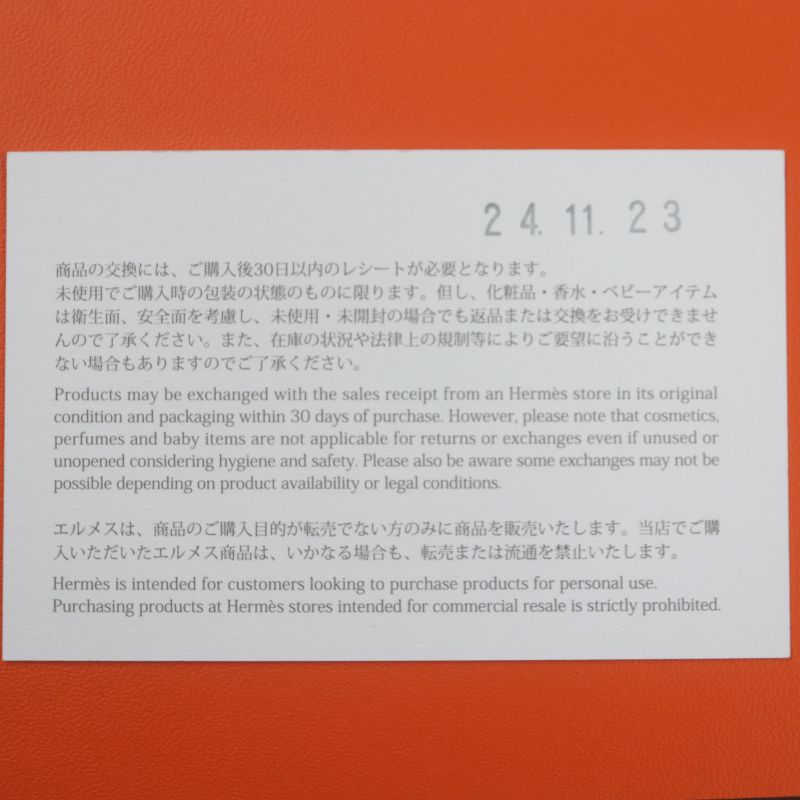 24.11.23
商品の交換には、ご購入後30日以内のレシートが必要となります。
未使用でご購入時の包装の状態のものに限ります。但し、化粧品・香水・ベビーアイテム
は衛生面、安全面を考慮し、未使用・未開封の場合でも返品または交換をお受けできませ
んので了承ください。また、在庫の状況や法律上の規制等によりご要望に沿うことができ
ない場合もありますのでご了承ください。
Products may be exchanged with the sales receipt from an Hermès store in its original
condition and packaging within 30 days of purchase. However, please note that cosmetics,
perfumes and baby items are not applicable for returns or exchanges even if unused or
unopened considering hygiene and safety. Please also be aware some exchanges may not be
possible depending on product availability or legal conditions.
エルメスは、商品のご購入目的が転売でない方のみに商品を販売いたします。当店でご購
入いただいたエルメス商品は、いかなる場合も、転売または流通を禁止いたします。
Hermès is intended for customers looking to purchase products for personal use.
Purchasing products at Hermès stores intended for commercial resale is strictly prohibited.